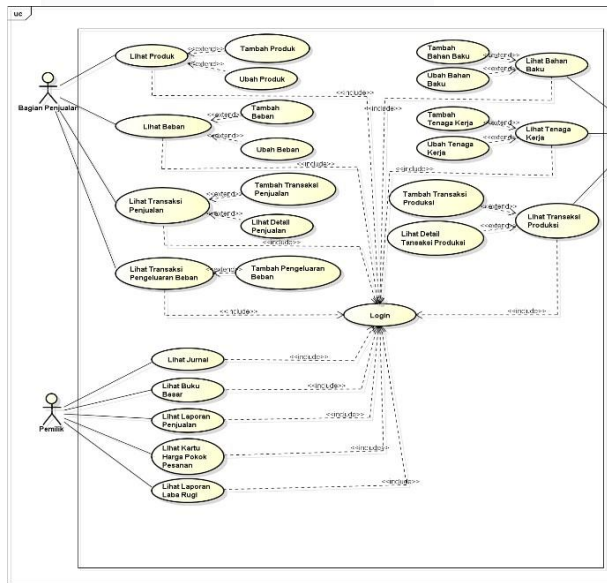 uc
Lihat Produk
<<extend>>
Tambah Produk
<<extend>>
Ubah Produk
<<include>>
Bagian Penjualan
Lihat Beban
<<extend>>
Tambah
Beban
<<extend>>
Ubah Beban
<<include>>
Lihat Transaksi
Penjualan
<<extend>>
Tambah Transaksi
Penjualan
<<extend>>
Lihat Detail
Penjualan
<<include>>
Lihat Transaksi
Pengeluaran Beban
<<extend>>
Tambah Pengeluaran
Beban
<<include>>
Tambah
Bahan Baku
<<extend>>
Lihat Bahan
Baku
Ubah Bahan
Baku
<<extend>>
<<include>>
Tambah
Tenaga Kerja
<<extend>>
Lihat Tenaga
Kerja
Ubah Tenaga
Kerja
<<extend>>
<<include>>
Tambah Transaksi
Produksi
<<extend>>
Lihat Transaksi
Produksi
Lihat Detail
Tansaksi Produksi
<<extend>>
<<include>>
Login
Pemilik
Lihat Jurnal
<<include>>
Lihat Buku
Besar
<<include>>
Lihat Laporan
Penjualan
<<include>>
Lihat Kartu
Harga Pokok
Pesanan
<<include>>
Lihat Laporan
Laba Rugi
<<include>>